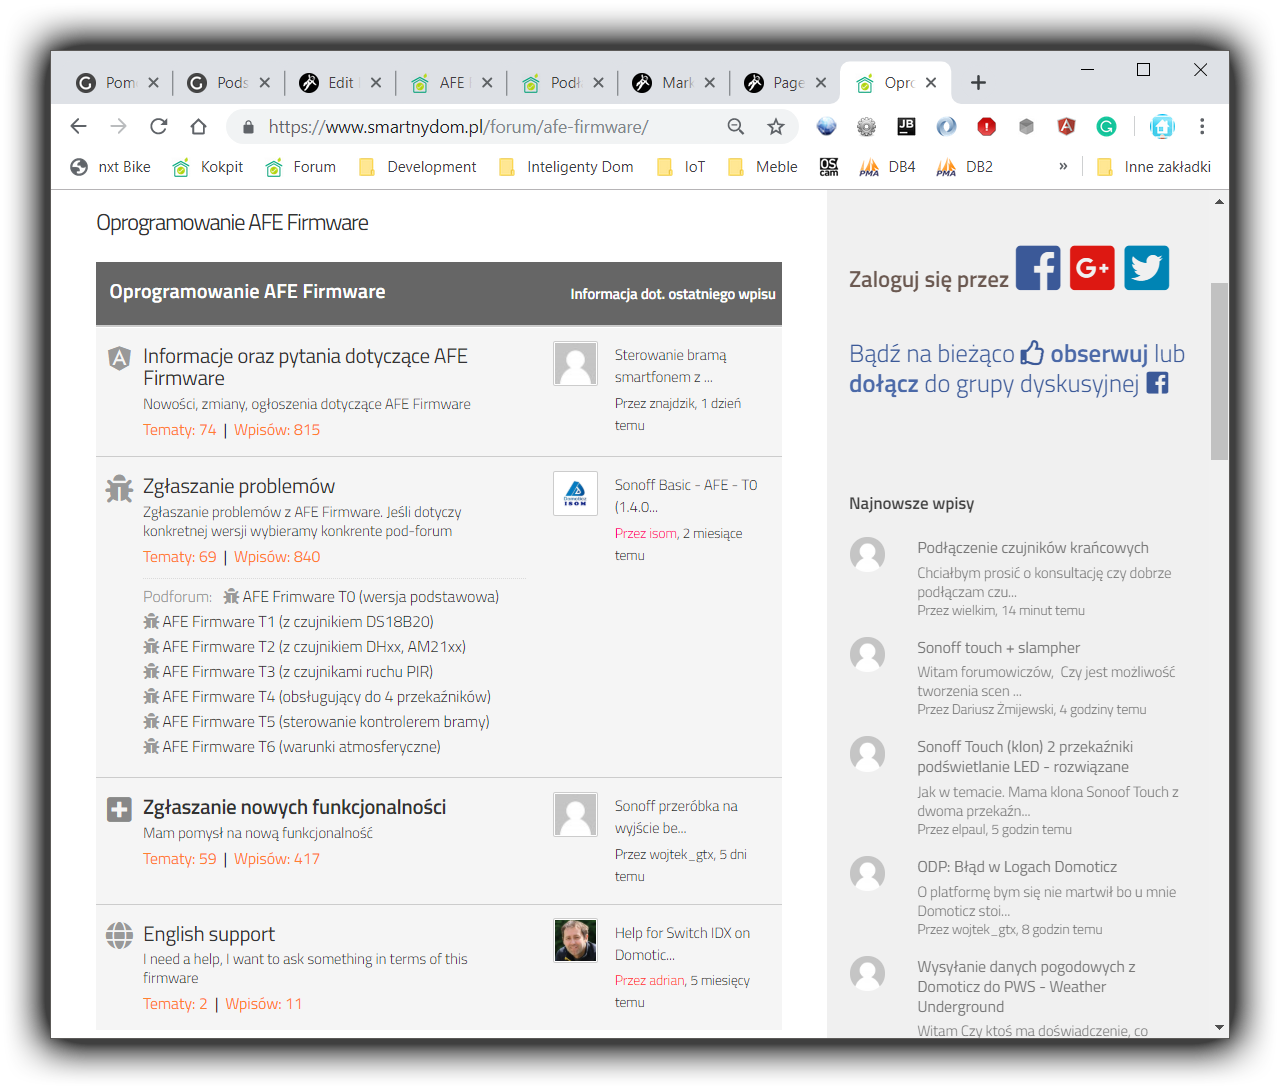 Pom
Pods
Edit
AFE
Podł
Mark
Page
Opro
https://www.smartnydom.pl/forum/afe-firmware/
nxt Bike
Kokpit
Forum
Development
Inteligenty Dom
IoT
Meble
OS cam
PMA DB4
PMA DB2
»
Inne zakładki
Oprogramowanie AFE Firmware
Oprogramowanie AFE Firmware
Informacja dot. ostatniego wpisu
Informacje oraz pytania dotyczące AFE
Firmware
Nowości, zmiany, ogłoszenia dotyczące AFE Firmware
Tematy: 74 | Wpisów: 815
Sterowanie bramą
smartfonem z ...
Przez znajdzik, 1 dzień
temu
Zgłaszanie problemów
Zgłaszanie problemów z AFE Firmware. Jeśli dotyczy
konkretnej wersji wybieramy konkrente pod-forum
Tematy: 69 | Wpisów: 840
Domoticz
ISOM
Sonoff Basic - AFE - T0
(1.4.0...
Przez isom, 2 miesiące
temu
Podforum: AFE Frimware T0 (wersja podstawowa)
AFE Firmware T1 (z czujnikiem DS18B20)
AFE Firmware T2 (z czujnikiem DHxx, AM21xx)
AFE Firmware T3 (z czujnikami ruchu PIR)
AFE Firmware T4 (obsługujący do 4 przekaźników)
AFE Firmware T5 (sterowanie kontrolerem bramy)
AFE Firmware T6 (warunki atmosferyczne)
Zgłaszanie nowych funkcjonalności
Mam pomysł na nową funkcjonalność
Tematy: 59 | Wpisów: 417
Sonoff przeróbka na
wyjście be...
Przez wojtek_gtx, 5 dni
temu
English support
I need a help, I want to ask something in terms of this
firmware
Tematy: 2 | Wpisów: 11
Help for Switch IDX on
Domotic...
Przez adrian, 5 miesięcy
temu
Zaloguj się przez
Bądź na bieżąco obserwuj lub
dołącz do grupy dyskusyjnej
Najnowsze wpisy
Podłączenie czujników krańcowych
Chciałbym prosić o konsultację czy dobrze
podłączam czu...
Przez wielkim, 14 minut temu
Sonoff touch + slampher
Witam forumowiczów, Czy jest możliwość
tworzenia scen ...
Przez Dariusz Żmijewski, 4 godziny temu
Sonoff Touch (klon) 2 przekaźniki
podświetlanie LED - rozwiązane
Jak w temacie. Mama klona Sonoof Touch z
dwoma przekaźn...
Przez elpaul, 5 godzin temu
ODP: Błąd w Logach Domoticz
O platformę bym się nie martwił bo u mnie
Domoticz stoi...
Przez wojtek_gtx, 8 godzin temu
Wysyłanie danych pogodowych z
Domoticz do PWS - Weather
Underground
Witam Czy ktoś ma doświadczenie, co